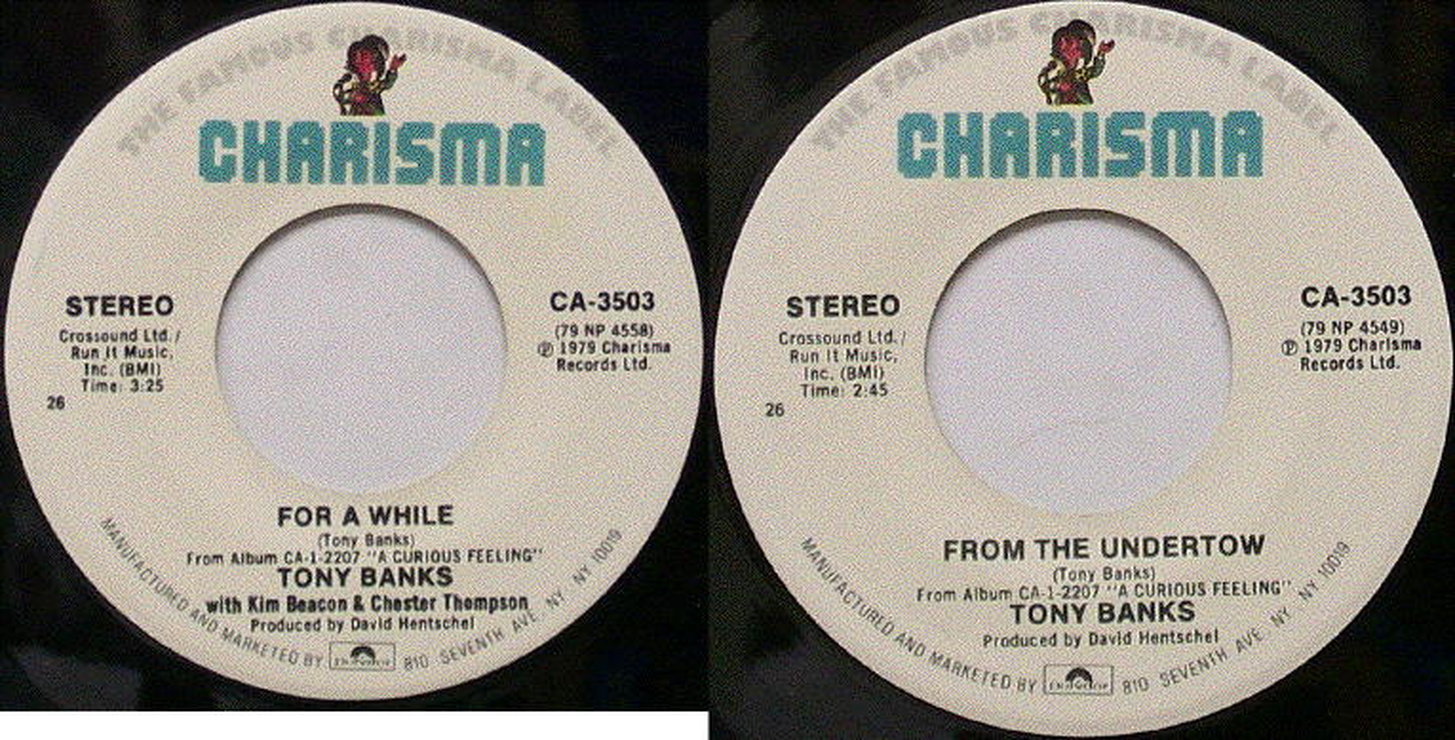 THE FAMOUS CHARISMA LABEL
CHARISMA
STEREO
Crossound Ltd./
Run It Music,
Inc. (BMI)
Time: 3:25
26
CA-3503
(79 NP 4558)
Ⓟ 1979 Charisma
Records Ltd.
FOR A WHILE
(Tony Banks)
From Album CA-1-2207 "A CURIOUS FEELING"
TONY BANKS
with Kim Beacon & Chester Thompson
Produced by David Hentschel
MANUFACTURED AND MARKETED BY Polydor 810 SEVENTH AVE. NY. NY 10019
THE FAMOUS CHARISMA LABEL
CHARISMA
STEREO
Crossound Ltd./
Run It Music,
Inc. (BMI)
Time: 2:45
26
CA-3503
(79 NP 4549)
Ⓟ 1979 Charisma
Records Ltd.
FROM THE UNDERTOW
(Tony Banks)
From Album CA-1-2207 "A CURIOUS FEELING"
TONY BANKS
Produced by David Hentschel
MANUFACTURED AND MARKETED BY Polydor 810 SEVENTH AVE. NY. NY 10019